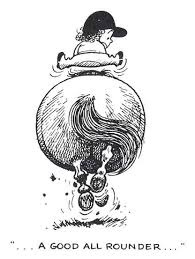 ". . . A GOOD ALL ROUNDER . . ."